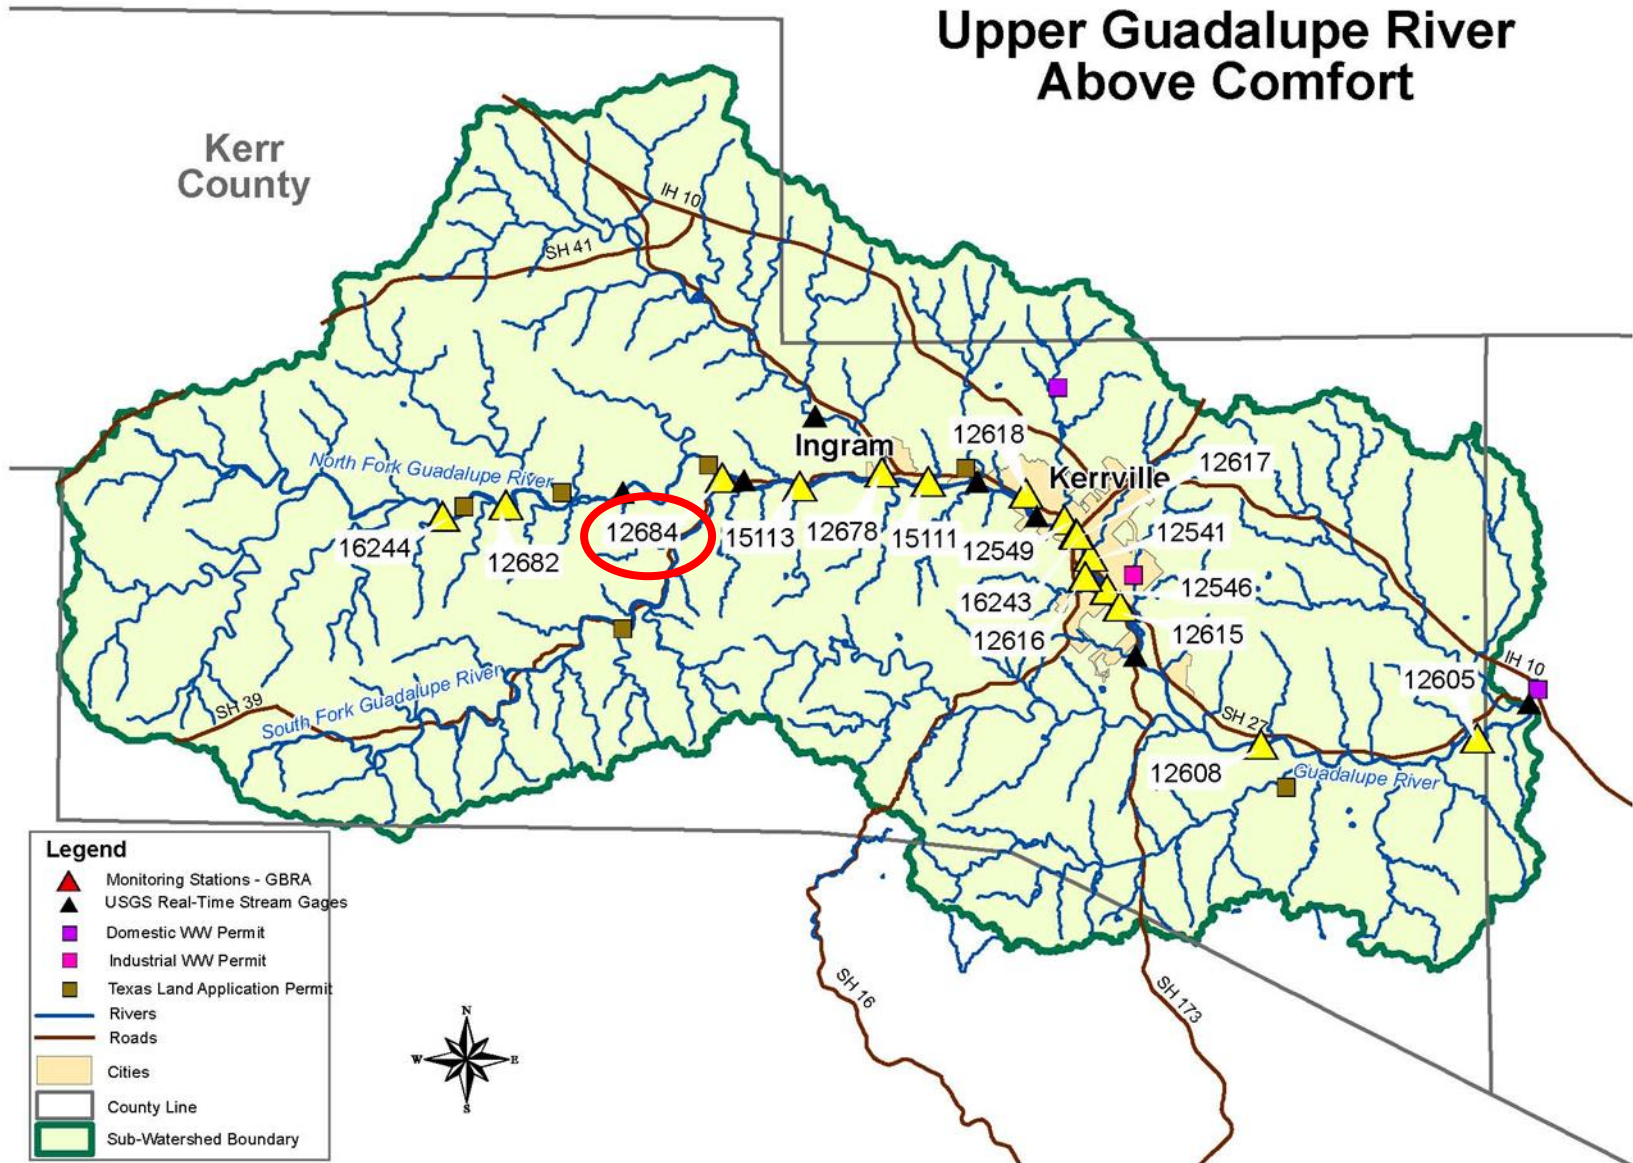 Upper Guadalupe River
Above Comfort
Kerr
County
IH 10
SH 41
Ingram
12618
Kerrville
12617
North Fork Guadalupe River
16244
12682
12684
15113
12678
15111
12549
12541
16243
12546
12616
12615
12605
IH 10
SH 39
South Fork Guadalupe River
SH 27
12608
Guadalupe River
SH 16
SH 173
Legend
Monitoring Stations - GBRA
USGS Real-Time Stream Gages
Domestic WW Permit
Industrial WW Permit
Texas Land Application Permit
Rivers
Roads
Cities
County Line
Sub-Watershed Boundary
N
W
E
S